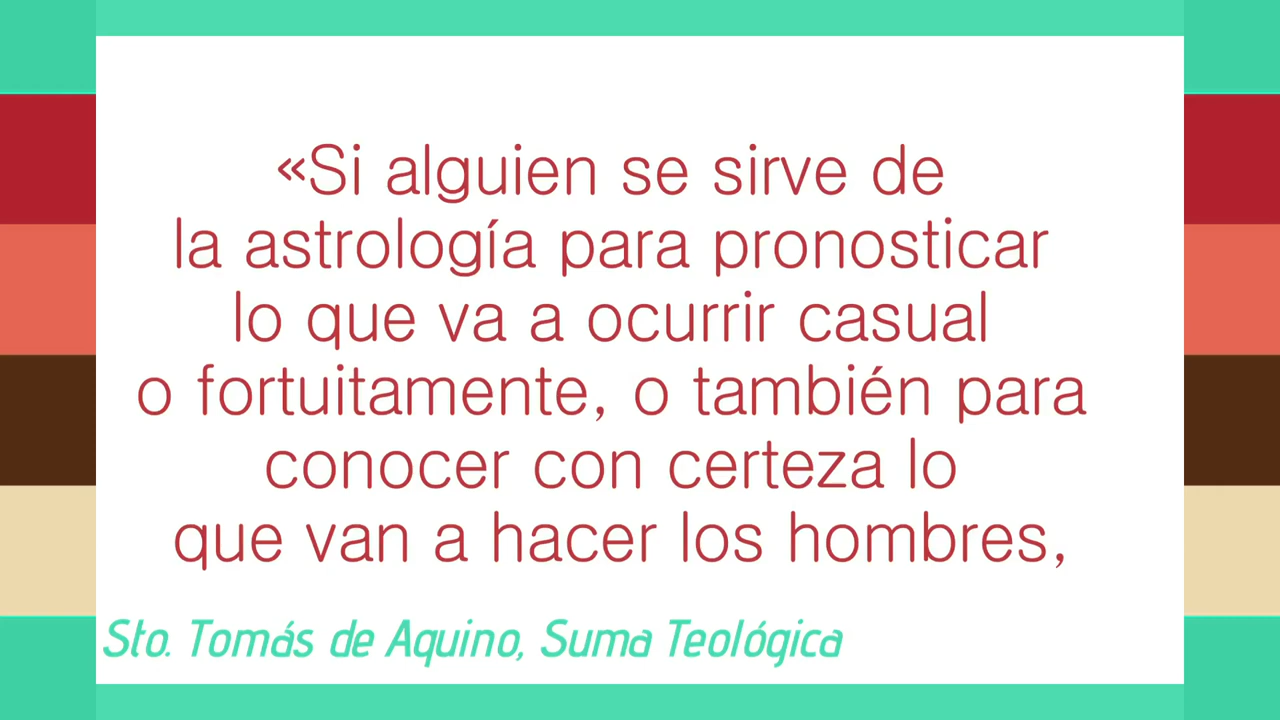 «Si alguien se sirve de
la astrología para pronosticar
lo que va a ocurrir casual
o fortuitamente, o también para
conocer con certeza lo
que van a hacer los hombres,
Sto. Tomás de Aquino, Suma Teológica